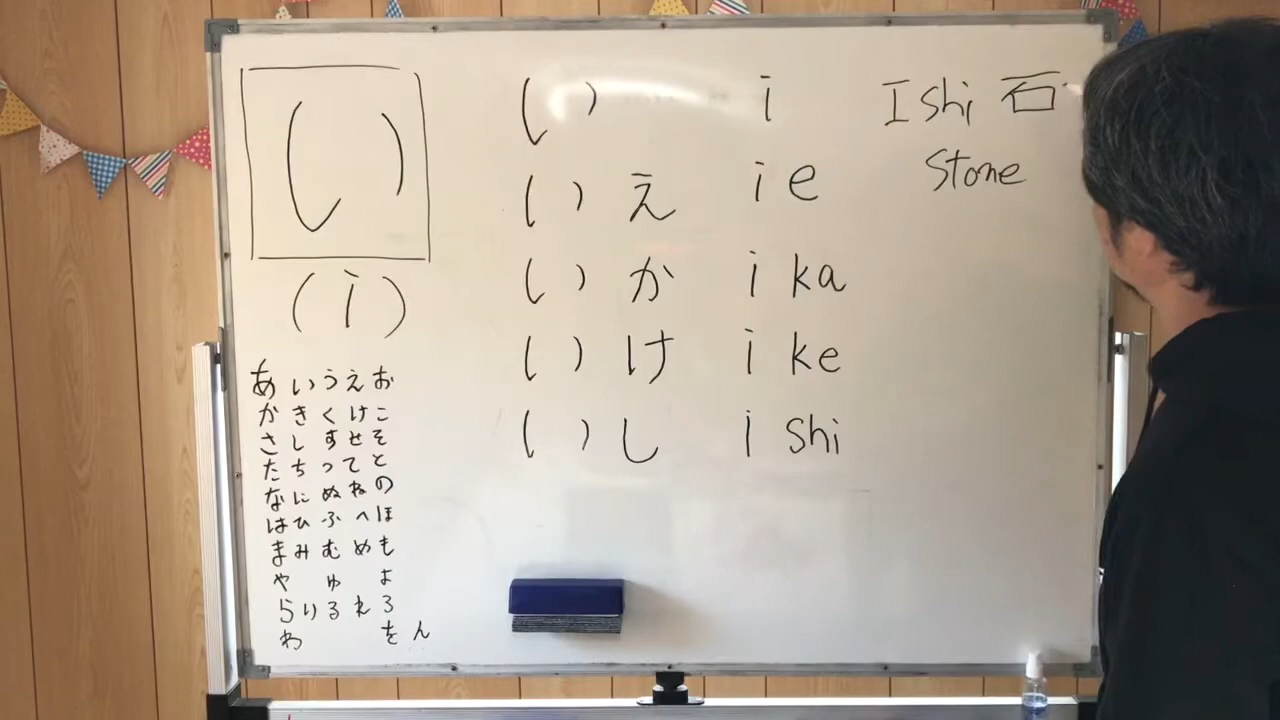 い
(i)
い i
いえ ie
いか ika
いけ ike
いし ishi
Ishi 石
Stone
あいうえお
かきくけこ
さしすせそ
たちつてと
なにぬねの
はひふへほ
まみむめも
やゆよ
らりるれろ
わをん